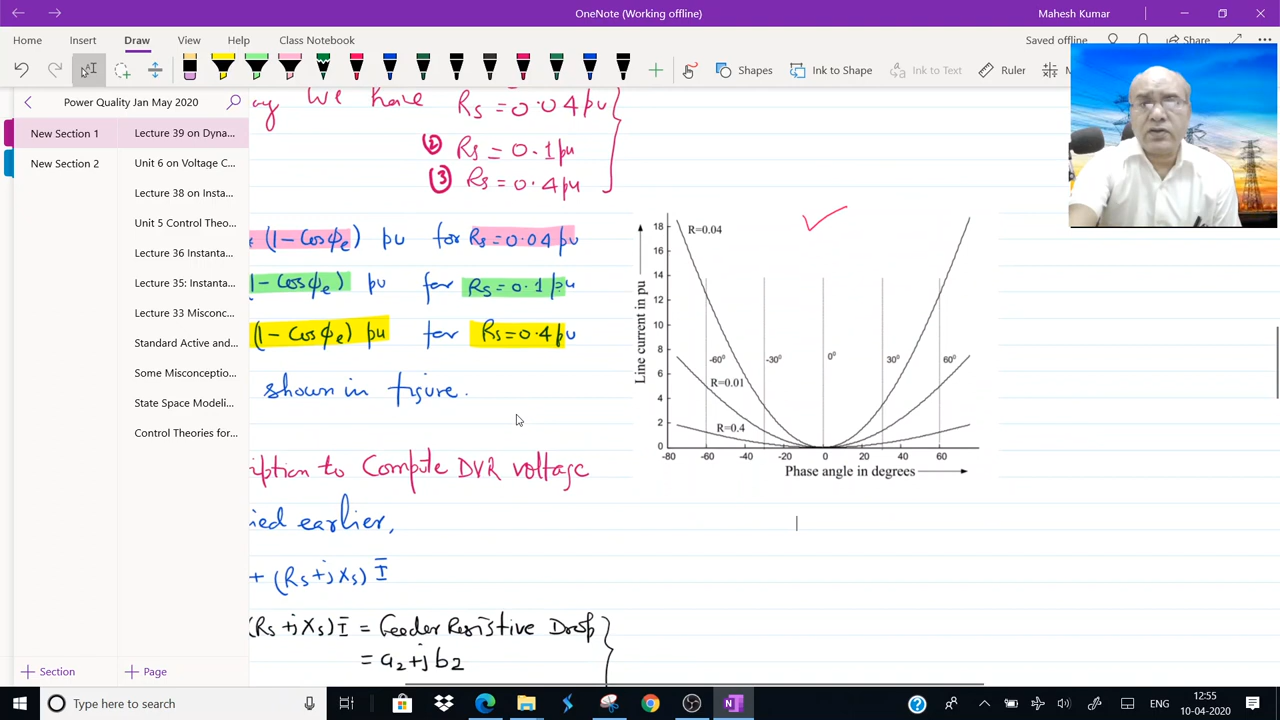 OneNote (Working offline)
Mahesh Kumar
Home Insert Draw View Help Class Notebook
Saved offline
Share
Shapes
Ink to Shape
Ink to Text
Ruler
Power Quality Jan May 2020
New Section 1
New Section 2
Lecture 39 on Dyna...
Unit 6 on Voltage C...
Lecture 38 on Insta...
Unit 5 Control Theo...
Lecture 36 Instanta...
Lecture 35: Instanta...
Lecture 33 Misconc...
Standard Active and...
Some Misconceptio...
State Space Modeli...
Control Theories for...
Section
Page
We have Rs = 0.04 pu
② Rs = 0.1 pu
③ Rs = 0.4 pu
(1 - Cosφe) pu for Rs = 0.04 pu
1 - Cosφe) pu for Rs = 0.1 pu
(1 - Cosφe) pu for Rs = 0.4 pu
shown in figure.
iption to Compute DVR voltage
ied earlier,
+ (Rs + j Xs) Ī
(Rs + j Xs) Ī = Feeder Resistive Drop
= a2 + j b2
Line current in pu
18
16
14
12
10
8
6
4
2
0
R=0.04
R=0.01
R=0.4
-60° -30° 0° 30° 60°
-80 -60 -40 -20 0 20 40 60
Phase angle in degrees
Type here to search
ENG
12:55
10-04-2020